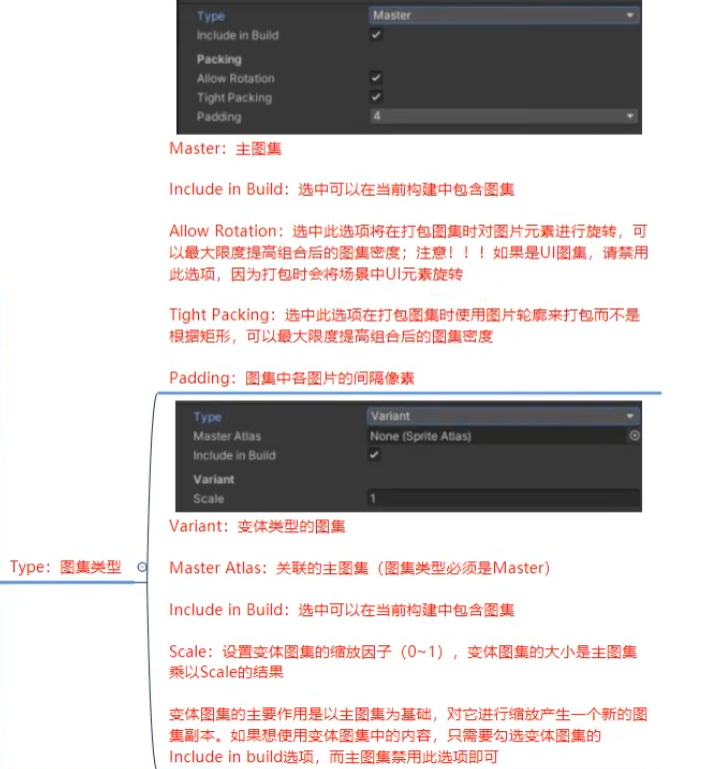 Type Master
Include in Build
Packing
Allow Rotation
Tight Packing
Padding 4
Master：主图集
Include in Build：选中可以在当前构建中包含图集
Allow Rotation：选中此选项将在打包图集时对图片元素进行旋转，可
以最大限度提高组合后的图集密度；注意！！！如果是UI图集，请禁用
此选项，因为打包时会将场景中UI元素旋转
Tight Packing：选中此选项在打包图集时使用图片轮廓来打包而不是
根据矩形，可以最大限度提高组合后的图集密度
Padding：图集中各图片的间隔像素
Type Variant
Master Atlas None (Sprite Atlas)
Include in Build
Variant
Scale 1
Variant：变体类型的图集
Type：图集类型
Master Atlas：关联的主图集（图集类型必须是Master）
Include in Build：选中可以在当前构建中包含图集
Scale：设置变体图集的缩放因子（0~1），变体图集的大小是主图集
乘以Scale的结果
变体图集的主要作用是以主图集为基础，对它进行缩放产生一个新的图
集副本。如果想使用变体图集中的内容，只需要勾选变体图集的
Include in build选项，而主图集禁用此选项即可